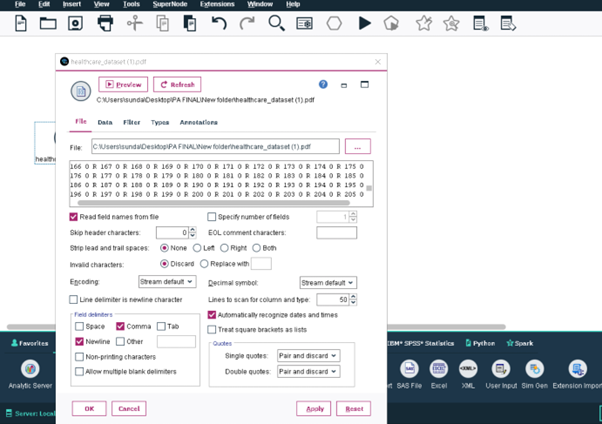 File Edit Insert View Tools SuperNode Extensions Window Help
healthcare_dataset (1).pdf
Preview Refresh
C:\Users\sunda\Desktop\PA FINAL\New folder\healthcare_dataset (1).pdf
File Data Filter Types Annotations
File: C:\Users\sunda\Desktop\PA FINAL\New folder\healthcare_dataset (1).pdf ...
166 0 R 167 0 R 168 0 R 169 0 R 170 0 R 171 0 R 172 0 R 173 0 R 174 0 R 175 0
176 0 R 177 0 R 178 0 R 179 0 R 180 0 R 181 0 R 182 0 R 183 0 R 184 0 R 185 0
186 0 R 187 0 R 188 0 R 189 0 R 190 0 R 191 0 R 192 0 R 193 0 R 194 0 R 195 0
196 0 R 197 0 R 198 0 R 199 0 R 200 0 R 201 0 R 202 0 R 203 0 R 204 0 R 205 0
healthc
Read field names from file Specify number of fields 1
Skip header characters: 0 EOL comment characters:
Strip lead and trail spaces: None Left Right Both
Invalid characters: Discard Replace with
Encoding: Stream default Decimal symbol: Stream default
Line delimiter is newline character Lines to scan for column and type: 50
Field delimiters Automatically recognize dates and times
Space Comma Tab Treat square brackets as lists
Newline Other Quotes
Non-printing characters Single quotes: Pair and discard
Allow multiple blank delimiters Double quotes: Pair and discard
Favorites IBM® SPSS® Statistics Python Spark
Analytic Server rt SAS File Excel XML User Input Sim Gen Extension Import
OK Cancel Apply Reset
Server: Local